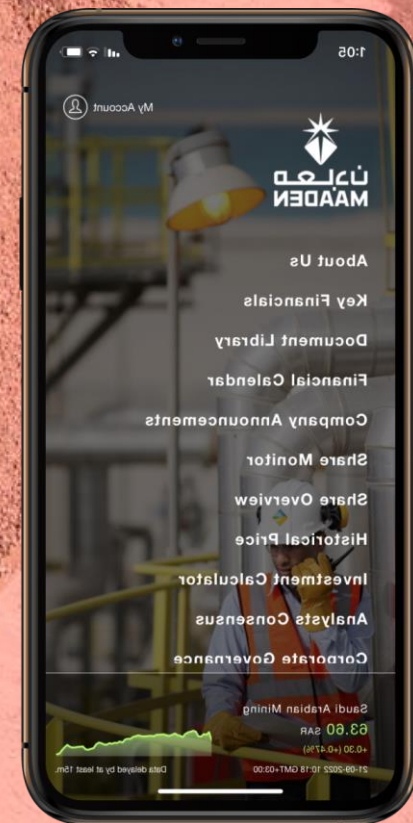 1:05
My Account
معادن
MAADEN
About Us
Key Financials
Document Library
Financial Calendar
Company Announcements
Share Monitor
Share Overview
Historical Price
Investment Calculator
Analysts Consensus
Corporate Governance
Saudi Arabian Mining
63.60 SAR
+0.30 (+0.47%)
21-09-2022 10:18 GMT+03:00 Data delayed by at least 15m.